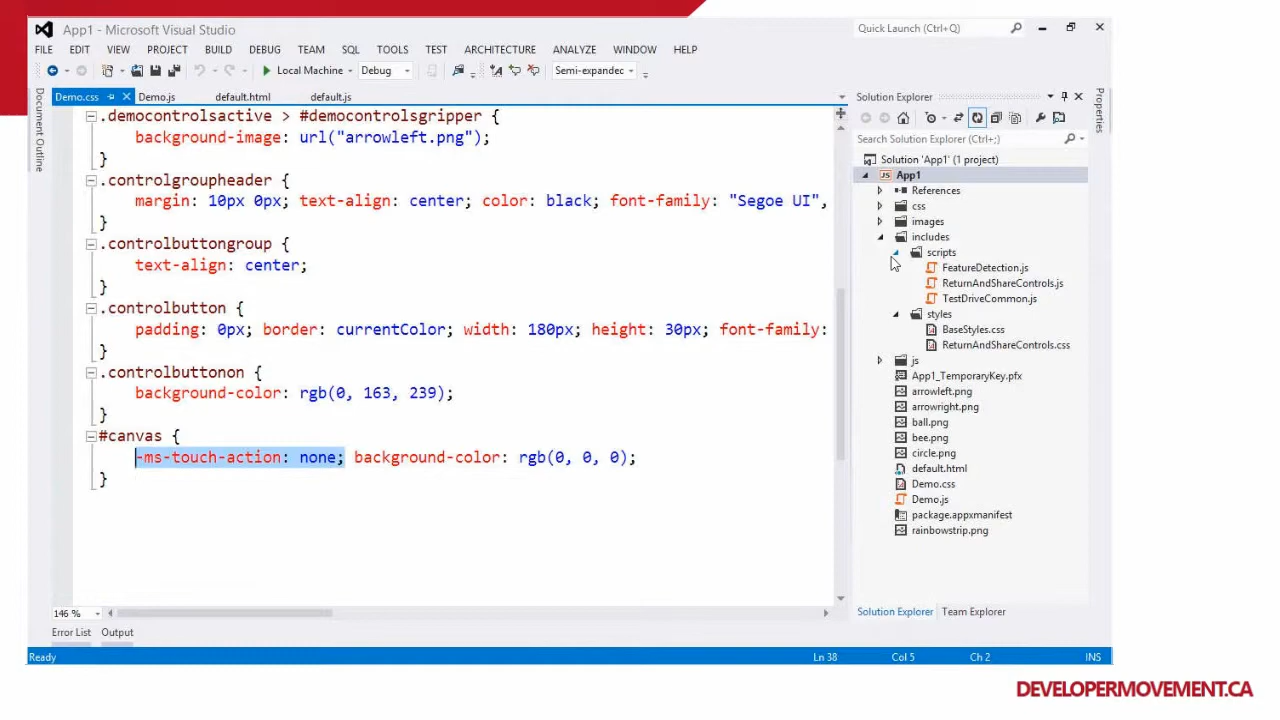 App1 - Microsoft Visual Studio
Quick Launch (Ctrl+Q)
FILE EDIT VIEW PROJECT BUILD DEBUG TEAM SQL TOOLS TEST ARCHITECTURE ANALYZE WINDOW HELP
Local Machine Debug Semi-expandec
Document Outline
Demo.css Demo.js default.html default.js
.democontrolsactive > #democontrolsgripper {
background-image: url("arrowleft.png");
}
.controlgroupheader {
margin: 10px 0px; text-align: center; color: black; font-family: "Segoe UI",
}
.controlbuttongroup {
text-align: center;
}
.controlbutton {
padding: 0px; border: currentColor; width: 180px; height: 30px; font-family:
}
.controlbuttonon {
background-color: rgb(0, 163, 239);
}
#canvas {
-ms-touch-action: none; background-color: rgb(0, 0, 0);
}
146 %
Error List Output
Ready Ln 38 Col 5 Ch 2 INS
Solution Explorer
Search Solution Explorer (Ctrl+;)
Solution 'App1' (1 project)
JS App1
References
css
images
includes
scripts
FeatureDetection.js
ReturnAndShareControls.js
TestDriveCommon.js
styles
BaseStyles.css
ReturnAndShareControls.css
js
App1_TemporaryKey.pfx
arrowleft.png
arrowright.png
ball.png
bee.png
circle.png
default.html
Demo.css
Demo.js
package.appxmanifest
rainbowstrip.png
Solution Explorer Team Explorer
Properties
DEVELOPERMOVEMENT.CA